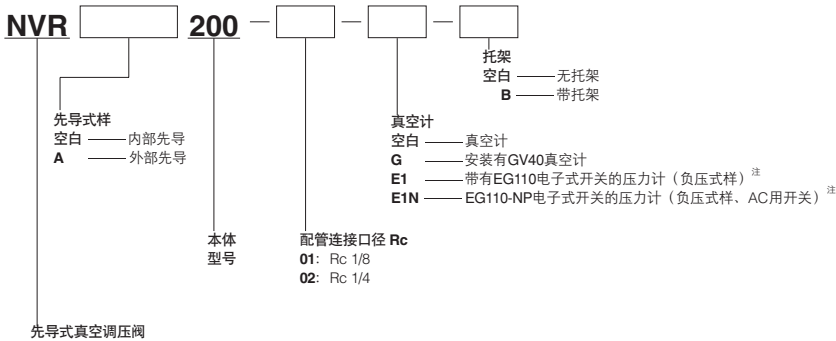 NVR 200 — — —
托架
空白 —— 无托架
B —— 带托架
先导式样
空白 —— 内部先导
A —— 外部先导
真空计
空白 —— 真空计
G —— 安装有GV40真空计
E1 —— 带有EG110电子式开关的压力计（负压式样）注
E1N —— EG110-NP电子式开关的压力计（负压式样、AC用开关）注
本体
型号
配管连接口径 Rc
01： Rc 1/8
02： Rc 1/4
先导式真空调压阀